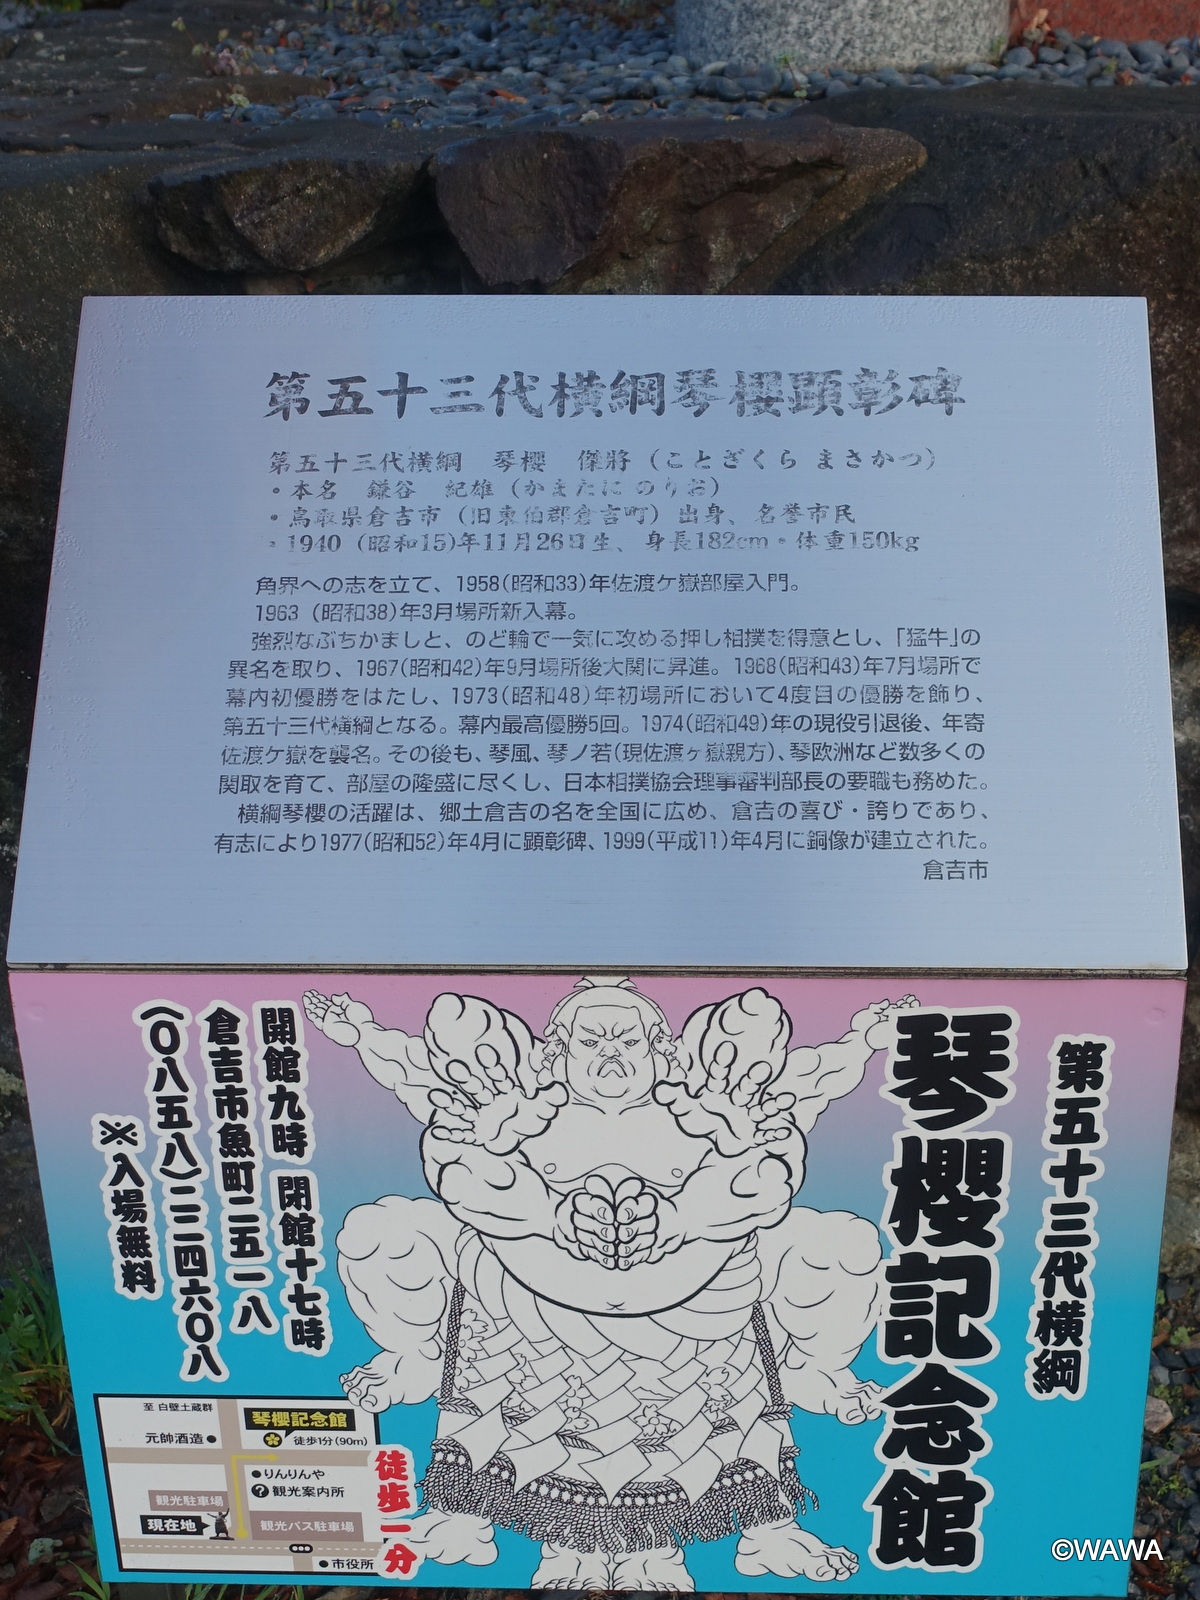 第五十三代横綱琴櫻顕彰碑
第五十三代横綱　琴櫻　傑將（ことざくら まさかつ）
・本名　鎌谷　紀雄（かまたに のりお）
・鳥取県倉吉市（旧東伯郡倉吉町）出身、名誉市民
・1940（昭和15)年11月26日生、身長182cm・体重150kg
角界への志を立て、1958(昭和33)年佐渡ケ嶽部屋入門。
1963（昭和38)年3月場所新入幕。
強烈なぶちかましと、のど輪で一気に攻める押し相撲を得意とし、「猛牛」の
異名を取り、1967(昭和42)年9月場所後大関に昇進。1968(昭和43)年7月場所で
幕内初優勝をはたし、1973(昭和48)年初場所において4度目の優勝を飾り、
第五十三代横綱となる。幕内最高優勝5回。1974(昭和49)年の現役引退後、年寄
佐渡ケ嶽を襲名。その後も、琴風、琴ノ若(現佐渡ヶ嶽親方)、琴欧洲など数多くの
関取を育て、部屋の隆盛に尽くし、日本相撲協会理事審判部長の要職も務めた。
横綱琴櫻の活躍は、郷土倉吉の名を全国に広め、倉吉の喜び・誇りであり、
有志により1977(昭和52)年4月に顕彰碑、1999(平成11)年4月に銅像が建立された。
倉吉市
第五十三代横綱
琴櫻記念館
開館九時 閉館十七時
倉吉市魚町二五一八
(〇八五八)二二四六〇八
※入場無料
至 白壁土蔵群
琴櫻記念館
元帥酒造●
徒歩1分(90m)
●りんりんや
?観光案内所
観光駐車場
現在地
観光バス駐車場
●市役所
徒歩一分
©WAWA